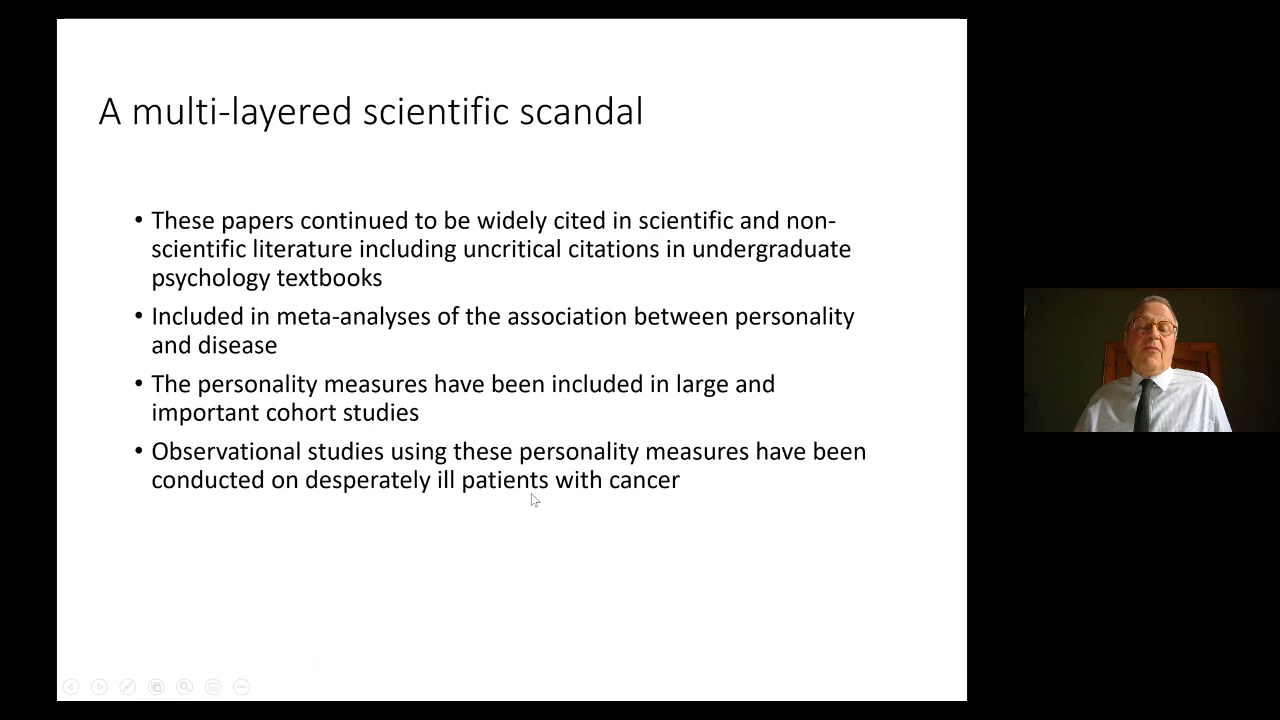 A multi-layered scientific scandal
• These papers continued to be widely cited in scientific and non-
scientific literature including uncritical citations in undergraduate
psychology textbooks
• Included in meta-analyses of the association between personality
and disease
• The personality measures have been included in large and
important cohort studies
• Observational studies using these personality measures have been
conducted on desperately ill patients with cancer